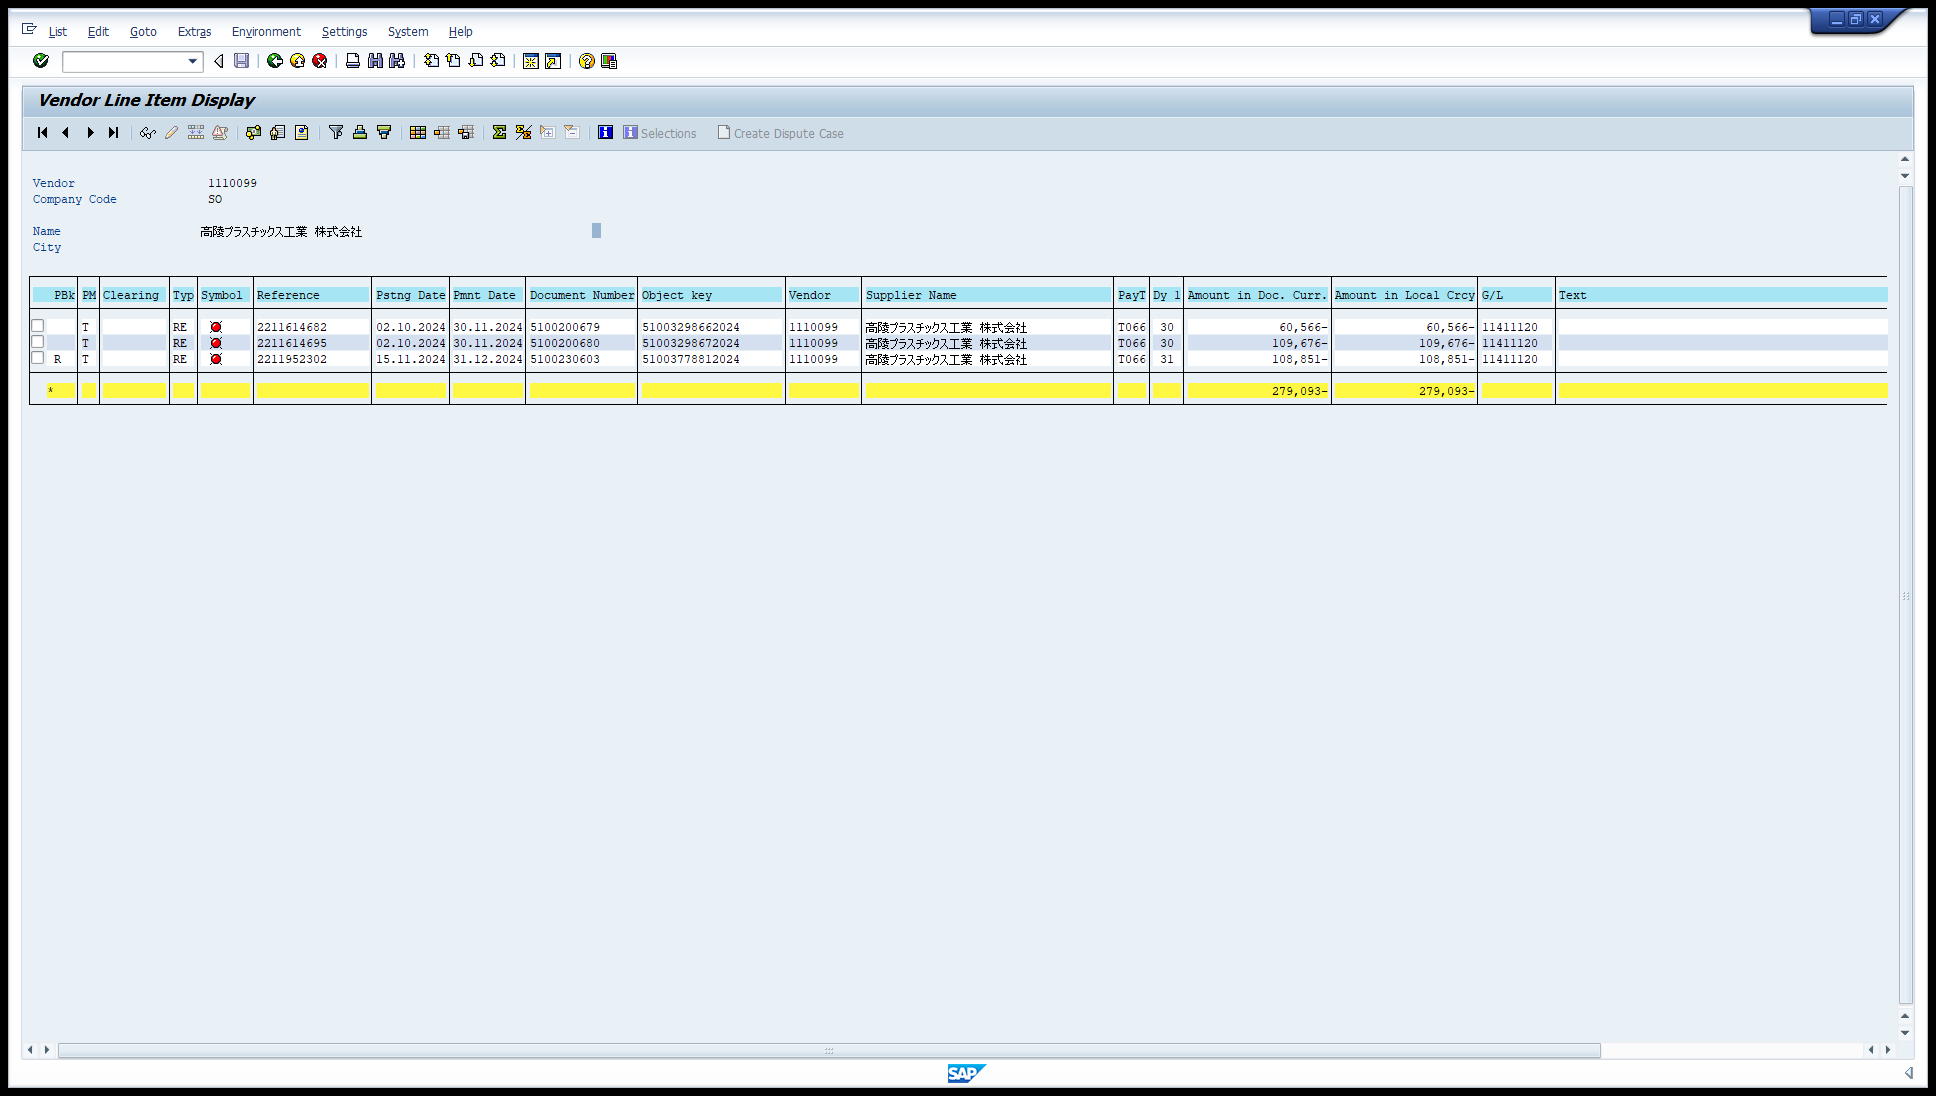 List Edit Goto Extras Environment Settings System Help
Vendor Line Item Display
Selections Create Dispute Case
Vendor 1110099
Company Code SO
Name 高陵プラスチックス工業 株式会社
City
PBk PM Clearing Typ Symbol Reference Pstng Date Pmnt Date Document Number Object key Vendor Supplier Name PayT Dy 1 Amount in Doc. Curr. Amount in Local Crcy G/L Text
T RE 2211614682 02.10.2024 30.11.2024 5100200679 51003298662024 1110099 高陵プラスチックス工業 株式会社 T066 30 60,566- 60,566- 11411120
T RE 2211614695 02.10.2024 30.11.2024 5100200680 51003298672024 1110099 高陵プラスチックス工業 株式会社 T066 30 109,676- 109,676- 11411120
R T RE 2211952302 15.11.2024 31.12.2024 5100230603 51003778812024 1110099 高陵プラスチックス工業 株式会社 T066 31 108,851- 108,851- 11411120
* 279,093- 279,093-
SAP